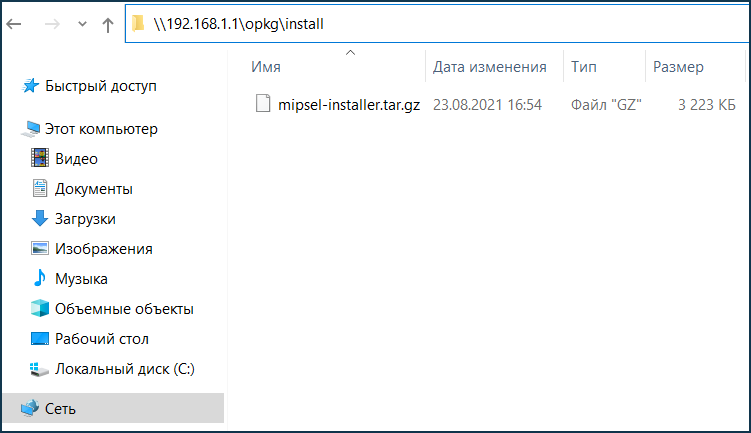 \\192.168.1.1\opkg\install
Имя Дата изменения Тип Размер
mipsel-installer.tar.gz 23.08.2021 16:54 Файл "GZ" 3 223 КБ
Быстрый доступ
Этот компьютер
Видео
Документы
Загрузки
Изображения
Музыка
Объемные объекты
Рабочий стол
Локальный диск (C:)
Сеть